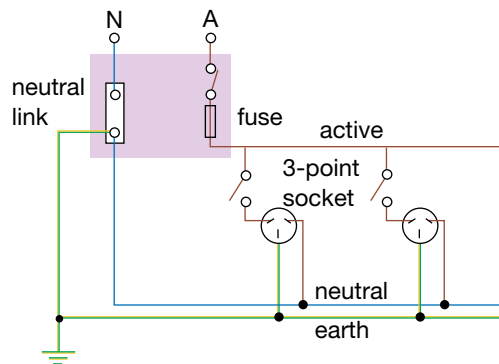 N
A
neutral
link
fuse
active
3-point
socket
neutral
earth